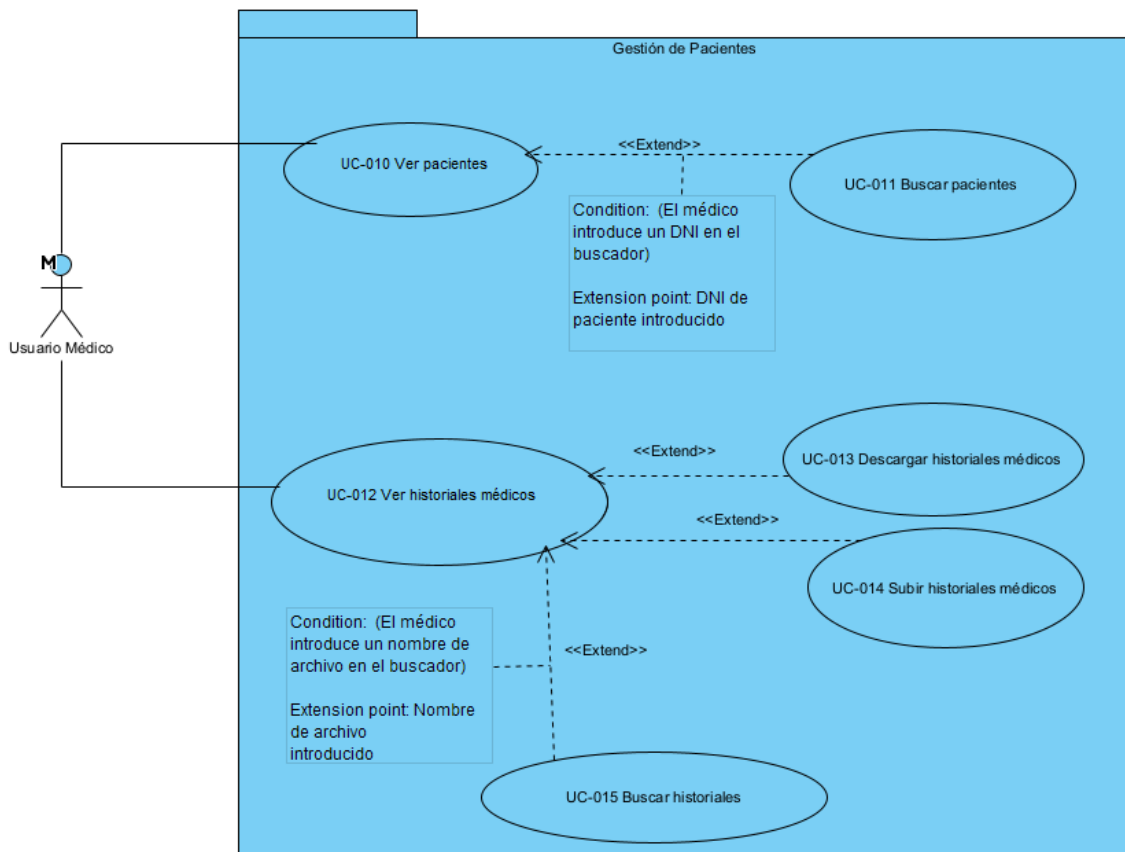 Gestión de Pacientes
<<Extend>>
UC-010 Ver pacientes
UC-011 Buscar pacientes
Condition: (El médico
introduce un DNI en el
buscador)
Extension point: DNI de
paciente introducido
M
Usuario Médico
<<Extend>>
UC-013 Descargar historiales médicos
UC-012 Ver historiales médicos
<<Extend>>
UC-014 Subir historiales médicos
Condition: (El médico
introduce un nombre de
archivo en el buscador)
Extension point: Nombre
de archivo
introducido
<<Extend>>
UC-015 Buscar historiales